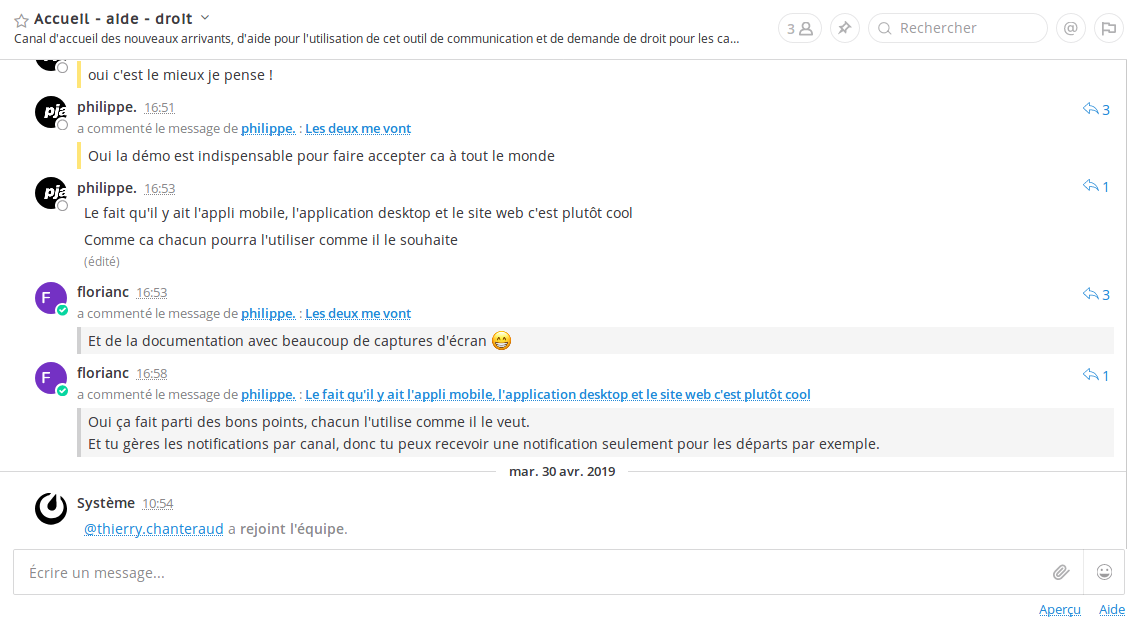 Accueil - aide - droit
Canal d'accueil des nouveaux arrivants, d'aide pour l'utilisation de cet outil de communication et de demande de droit pour les ca...
3
Rechercher
@
oui c'est le mieux je pense !
pja
philippe. 16:51
3
a commenté le message de philippe. : Les deux me vont
Oui la démo est indispensable pour faire accepter ca à tout le monde
pja
philippe. 16:53
1
Le fait qu'il y ait l'appli mobile, l'application desktop et le site web c'est plutôt cool
Comme ca chacun pourra l'utiliser comme il le souhaite
(édité)
F
florianc 16:53
3
a commenté le message de philippe. : Les deux me vont
Et de la documentation avec beaucoup de captures d'écran 😁
F
florianc 16:58
1
a commenté le message de philippe. : Le fait qu'il y ait l'appli mobile, l'application desktop et le site web c'est plutôt cool
Oui ça fait parti des bons points, chacun l'utilise comme il le veut.
Et tu gères les notifications par canal, donc tu peux recevoir une notification seulement pour les départs par exemple.
mar. 30 avr. 2019
Système 10:54
@thierry.chanteraud a rejoint l'équipe.
Écrire un message...
Aperçu Aide